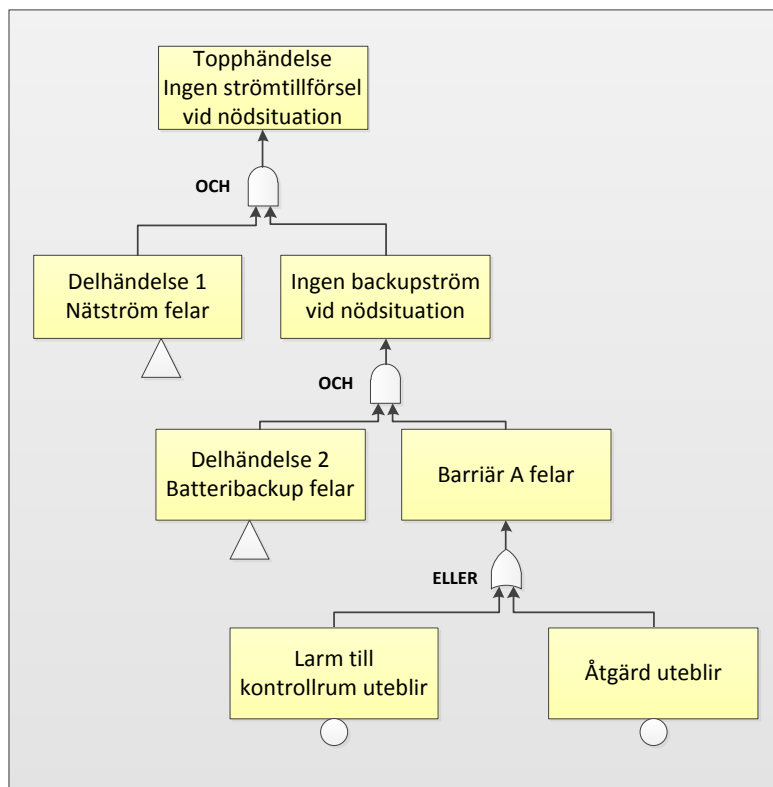 Topphändelse
Ingen strömtillförsel
vid nödsituation
OCH
Delhändelse 1
Nätström felar
Ingen backupström
vid nödsituation
OCH
Delhändelse 2
Batteribackup felar
Barriär A felar
ELLER
Larm till
kontrollrum uteblir
Åtgärd uteblir